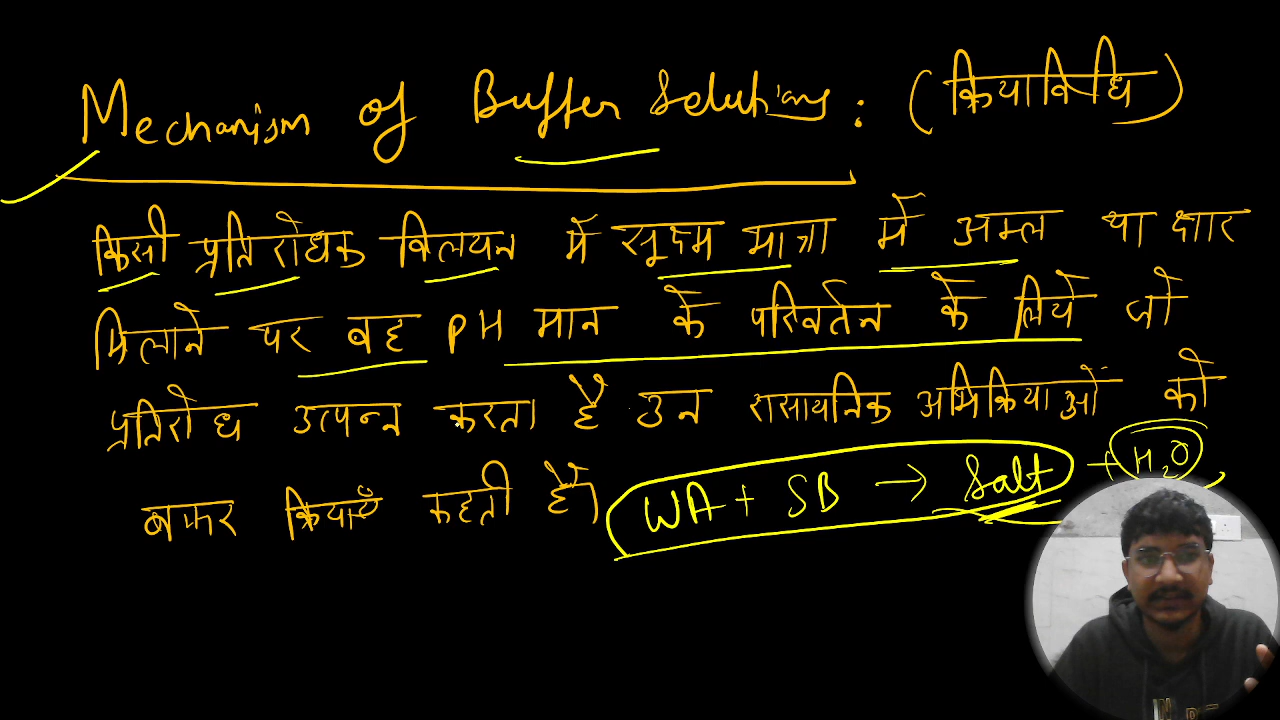 Mechanism of Buffer Solutions : (क्रियाविधि)
किसी प्रतिरोधक विलयन में सूक्ष्म मात्रा में अम्ल या क्षार
मिलाने पर वह PH मान के परिवर्तन के लिये जो
प्रतिरोध उत्पन्न करता है उन रासायनिक अभिक्रियाओं को
बफर क्रियाएँ कहती हैं।
WA + SB → Salt + H₂O